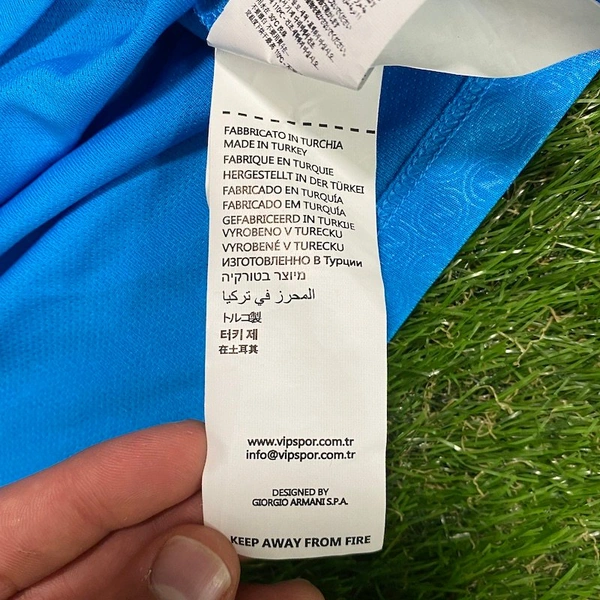 FABBRICATO IN TURCHIA
MADE IN TURKEY
FABRIQUE EN TURQUIE
HERGESTELLT IN DER TÜRKEI
FABRICADO EN TURQUÍA
FABRICADO EM TURQUÍA
GEFABRICEERD IN TURKIJE
VYROBENO V TURECKU
VYROBENÉ V TURECKU
ИЗГОТОВЛЕННО В Турции
מיוצר בטורקיה
المحرز في تركيا
トルコ製
터키 제
在土耳其
www.vipspor.com.tr
info@vipspor.com.tr
DESIGNED BY
GIORGIO ARMANI S.P.A.
KEEP AWAY FROM FIRE